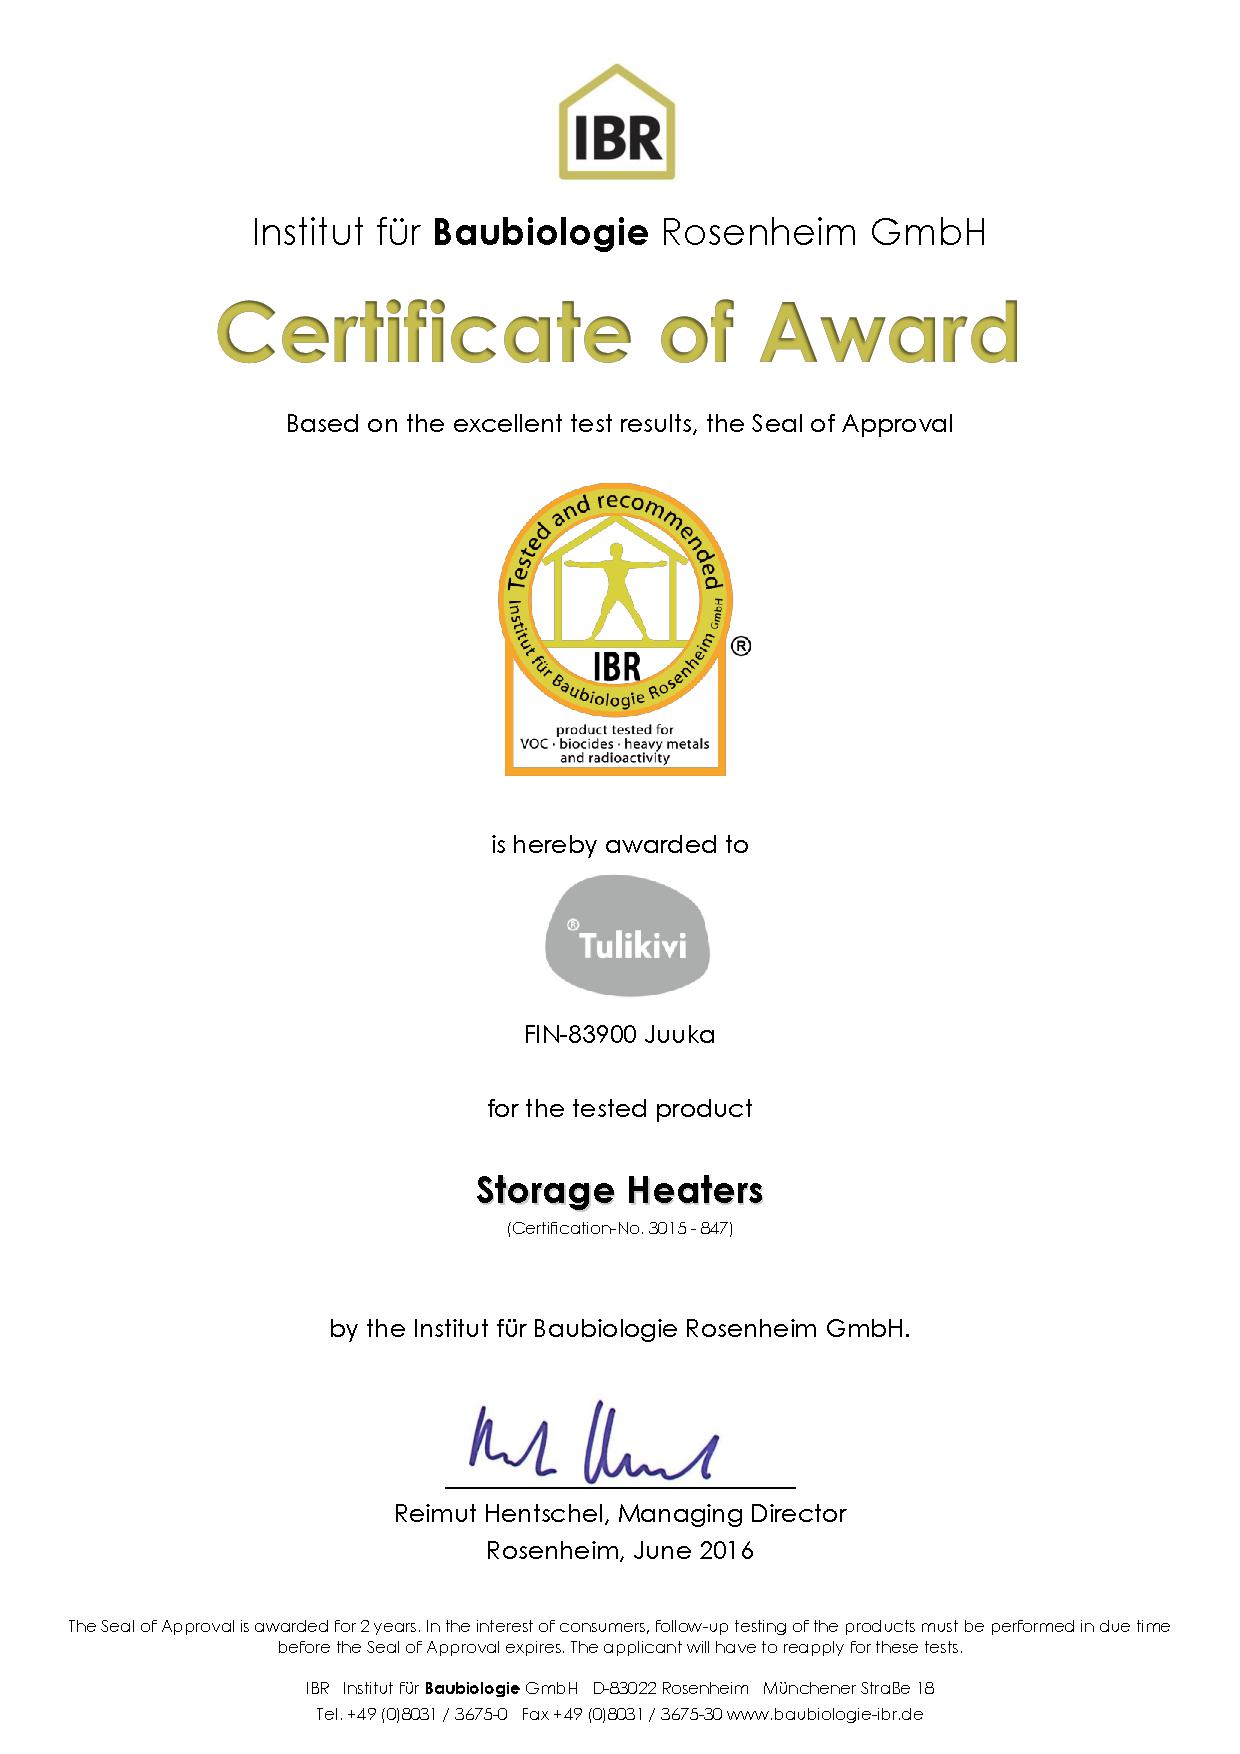 IBR
Institut für Baubiologie Rosenheim GmbH
Certificate of Award
Based on the excellent test results, the Seal of Approval
Tested and recommended
Institut für Baubiologie Rosenheim GmbH
IBR
®
product tested for
VOC · biocides · heavy metals
and radioactivity
is hereby awarded to
®Tulikivi
FIN-83900 Juuka
for the tested product
Storage Heaters
(Certification-No. 3015 - 847)
by the Institut für Baubiologie Rosenheim GmbH.
Reimut Hentschel, Managing Director
Rosenheim, June 2016
The Seal of Approval is awarded for 2 years. In the interest of consumers, follow-up testing of the products must be performed in due time
before the Seal of Approval expires. The applicant will have to reapply for these tests.
IBR Institut für Baubiologie GmbH D-83022 Rosenheim Münchener Straße 18
Tel. +49 (0)8031 / 3675-0 Fax +49 (0)8031 / 3675-30 www.baubiologie-ibr.de